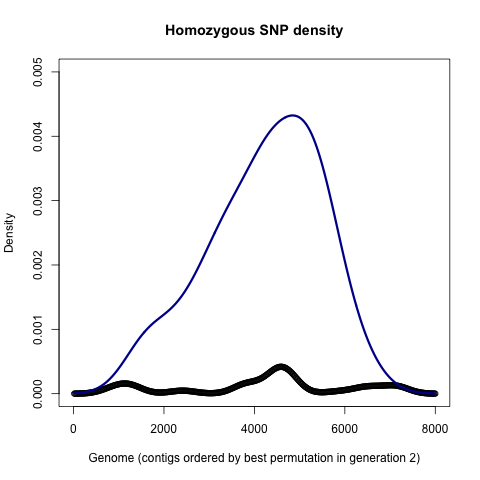 Homozygous SNP density
Density
0.005
0.004
0.003
0.002
0.001
0.000
0 2000 4000 6000 8000
Genome (contigs ordered by best permutation in generation 2)